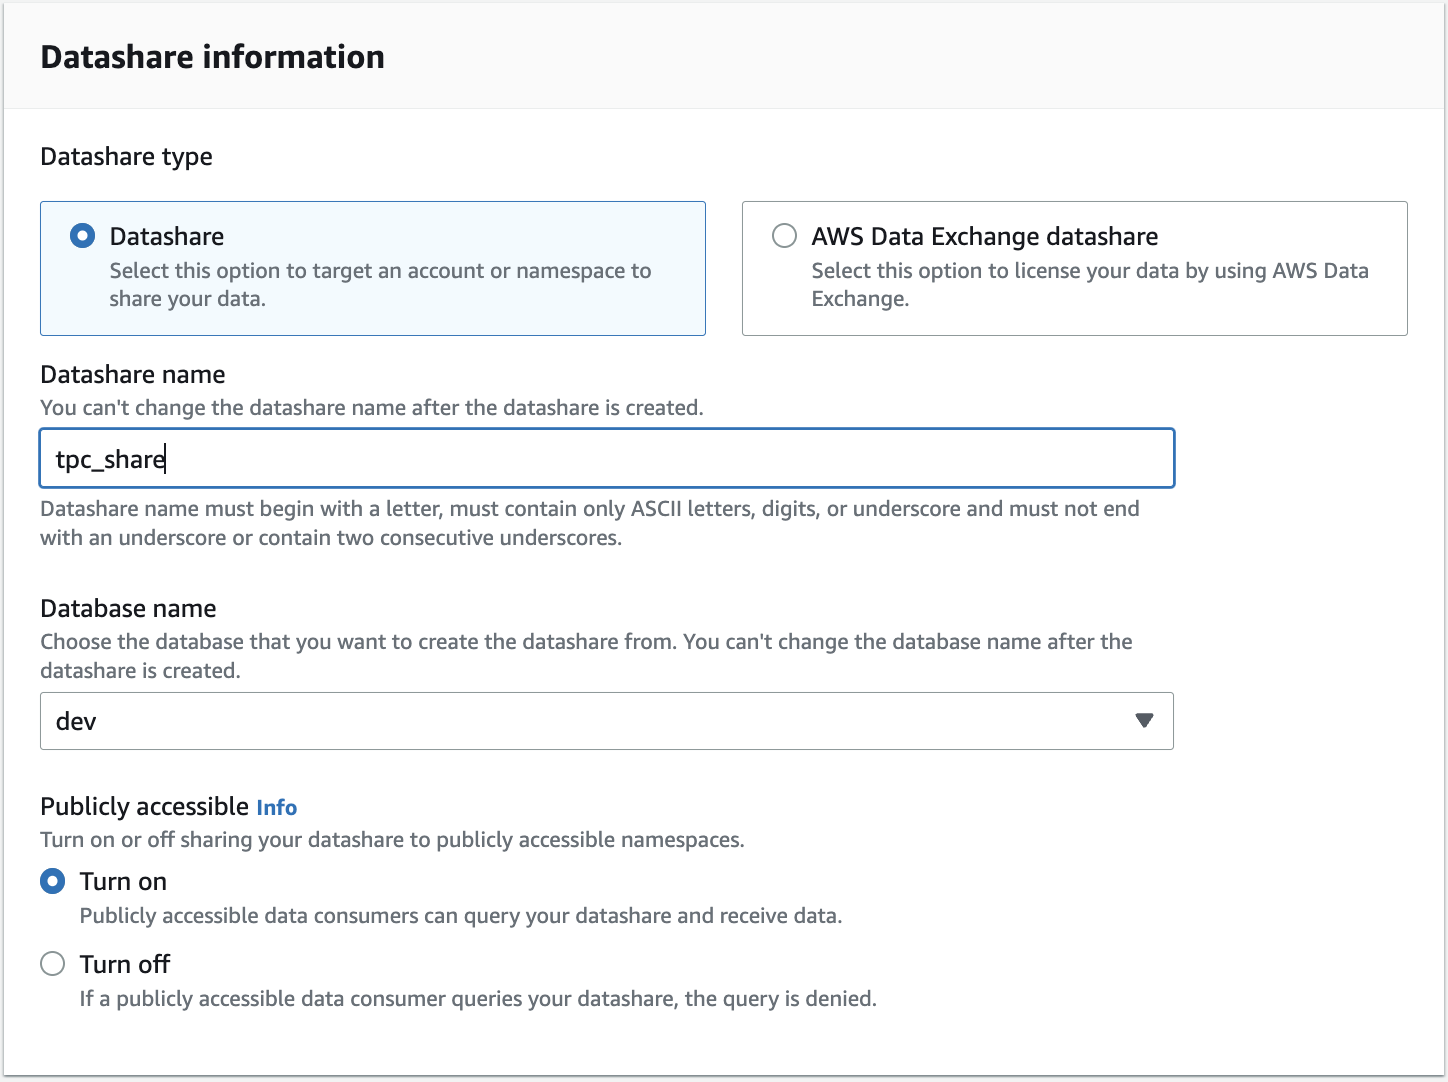 Datashare information
Datashare type
Datashare
Select this option to target an account or namespace to
share your data.
AWS Data Exchange datashare
Select this option to license your data by using AWS Data
Exchange.
Datashare name
You can't change the datashare name after the datashare is created.
tpc_share
Datashare name must begin with a letter, must contain only ASCII letters, digits, or underscore and must not end
with an underscore or contain two consecutive underscores.
Database name
Choose the database that you want to create the datashare from. You can't change the database name after the
datashare is created.
dev
Publicly accessible Info
Turn on or off sharing your datashare to publicly accessible namespaces.
Turn on
Publicly accessible data consumers can query your datashare and receive data.
Turn off
If a publicly accessible data consumer queries your datashare, the query is denied.